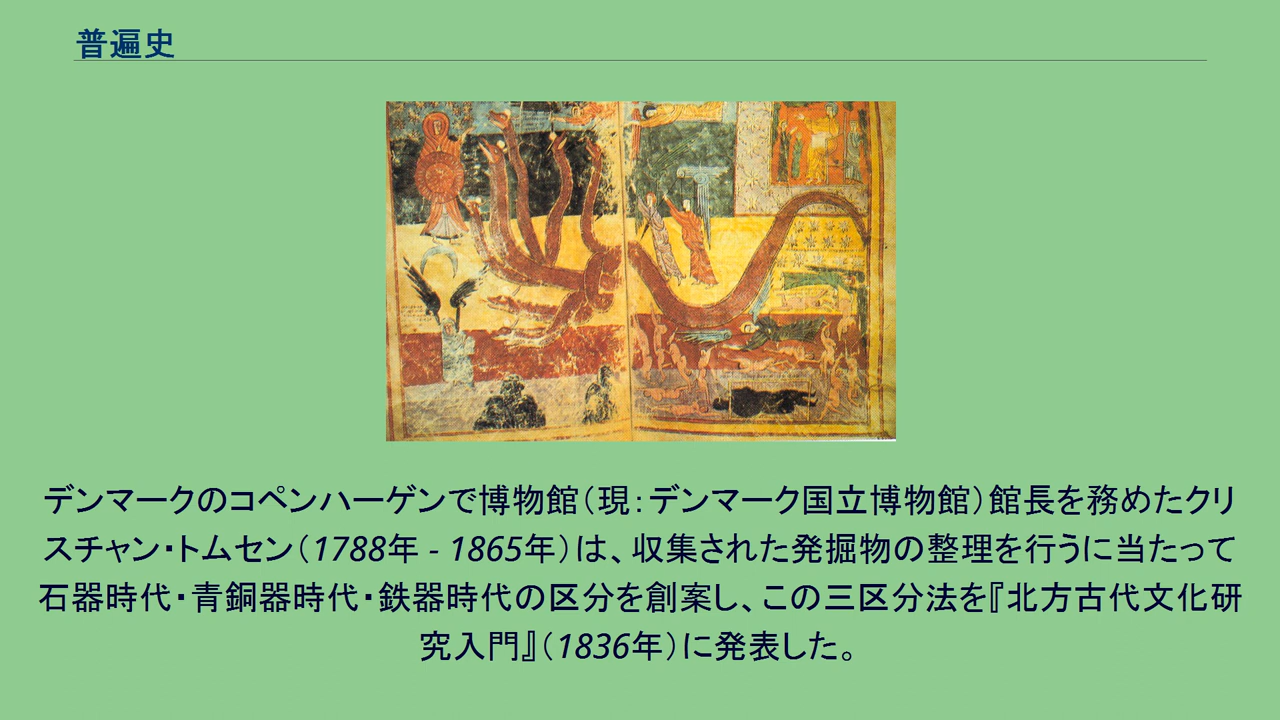 普遍史
デンマークのコペンハーゲンで博物館（現：デンマーク国立博物館）館長を務めたクリ
スチャン・トムセン（1788年 - 1865年）は、収集された発掘物の整理を行うに当たって
石器時代・青銅器時代・鉄器時代の区分を創案し、この三区分法を『北方古代文化研
究入門』（1836年）に発表した。